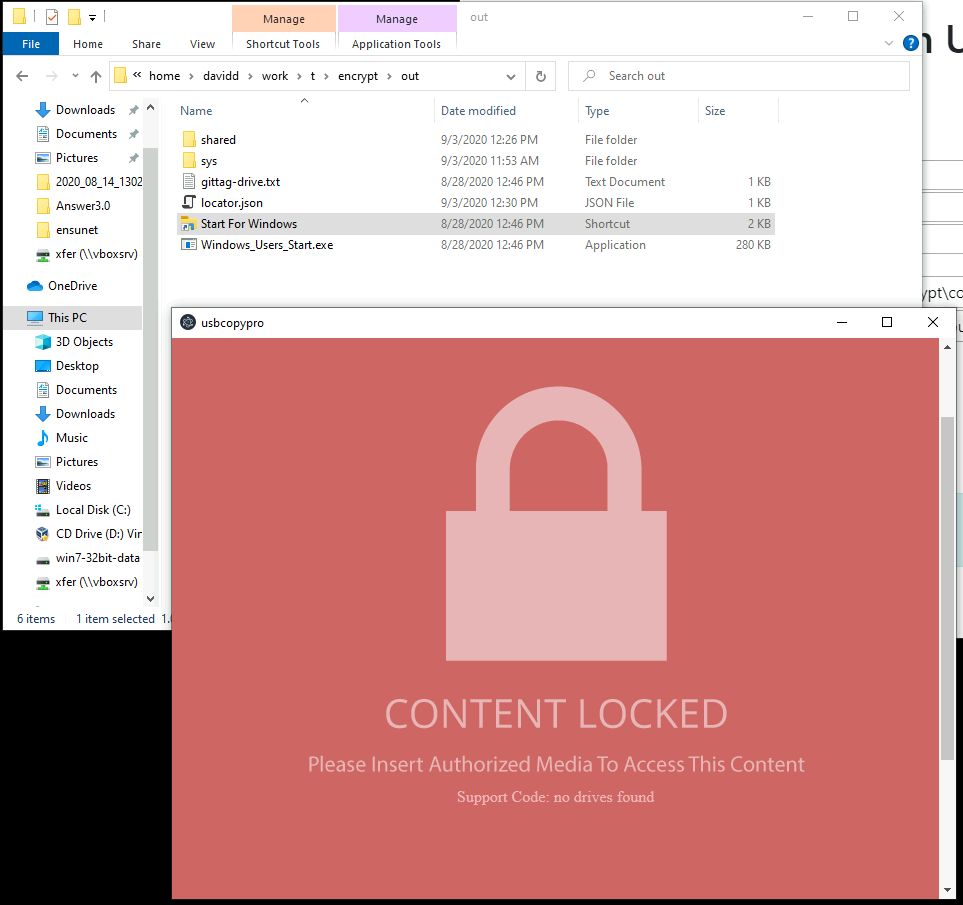 Manage Manage out
File Home Share View Shortcut Tools Application Tools ?
« home › davidd › work › t › encrypt › out Search out
Name Date modified Type Size
Downloads
Documents
Pictures
2020_08_14_1302
Answer3.0
ensunet
xfer (\\vboxsrv)
OneDrive
This PC
3D Objects
Desktop
Documents
Downloads
Music
Pictures
Videos
Local Disk (C:)
CD Drive (D:) Vir
win7-32bit-data
xfer (\\vboxsrv)
shared 9/3/2020 12:26 PM File folder
sys 9/3/2020 11:53 AM File folder
gittag-drive.txt 8/28/2020 12:46 PM Text Document 1 KB
locator.json 9/3/2020 12:30 PM JSON File 1 KB
Start For Windows 8/28/2020 12:46 PM Shortcut 2 KB
Windows_Users_Start.exe 8/28/2020 12:46 PM Application 280 KB
6 items 1 item selected
usbcopypro
CONTENT LOCKED
Please Insert Authorized Media To Access This Content
Support Code: no drives found